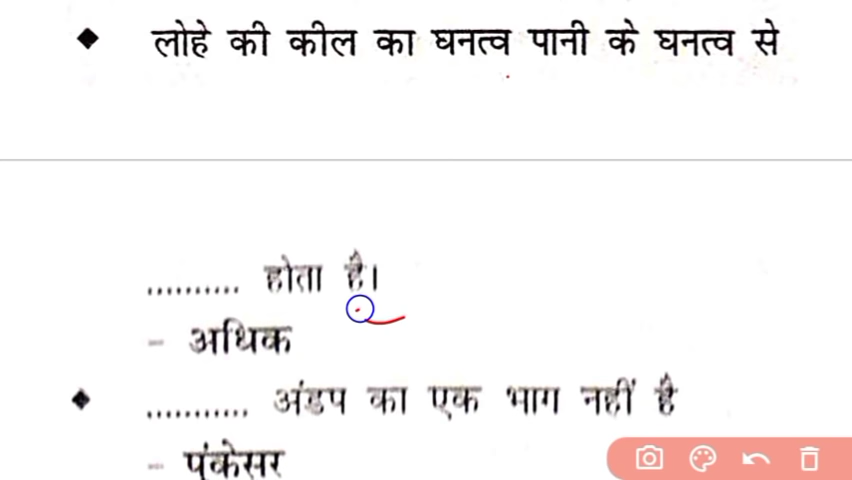 ◆ लोहे की कील का घनत्व पानी के घनत्व से
.......... होता है।
- अधिक
◆ ........... अंडप का एक भाग नहीं है
- पुंकेसर